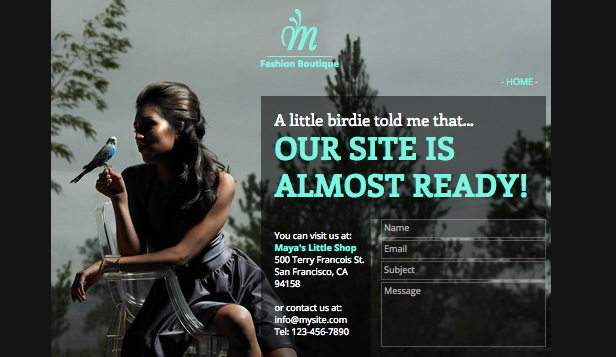 m
Fashion Boutique
- HOME -
A little birdie told me that...
OUR SITE IS
ALMOST READY!
You can visit us at:
Maya's Little Shop
500 Terry Francois St.
San Francisco, CA
94158
or contact us at:
info@mysite.com
Tel: 123-456-7890
Name
Email
Subject
Message